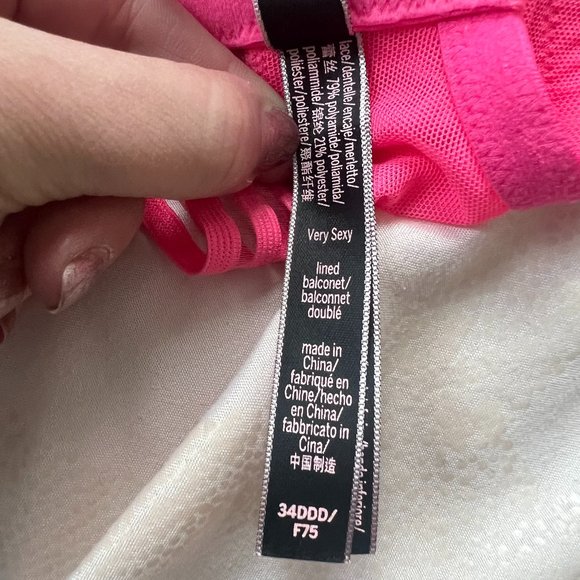 lace/dentelle/encaje/merletto/
蕾丝 79% polyamide/poliamida/
poliammide/锦纶 21% polyester/
poliéster/poliestere/聚酯纤维
Very Sexy
lined
balconet/
balconnet
doublé
made in
China/
fabriqué en
Chine/hecho
en China/
fabbricato in
Cina/
中国制造
34DDD/
F75